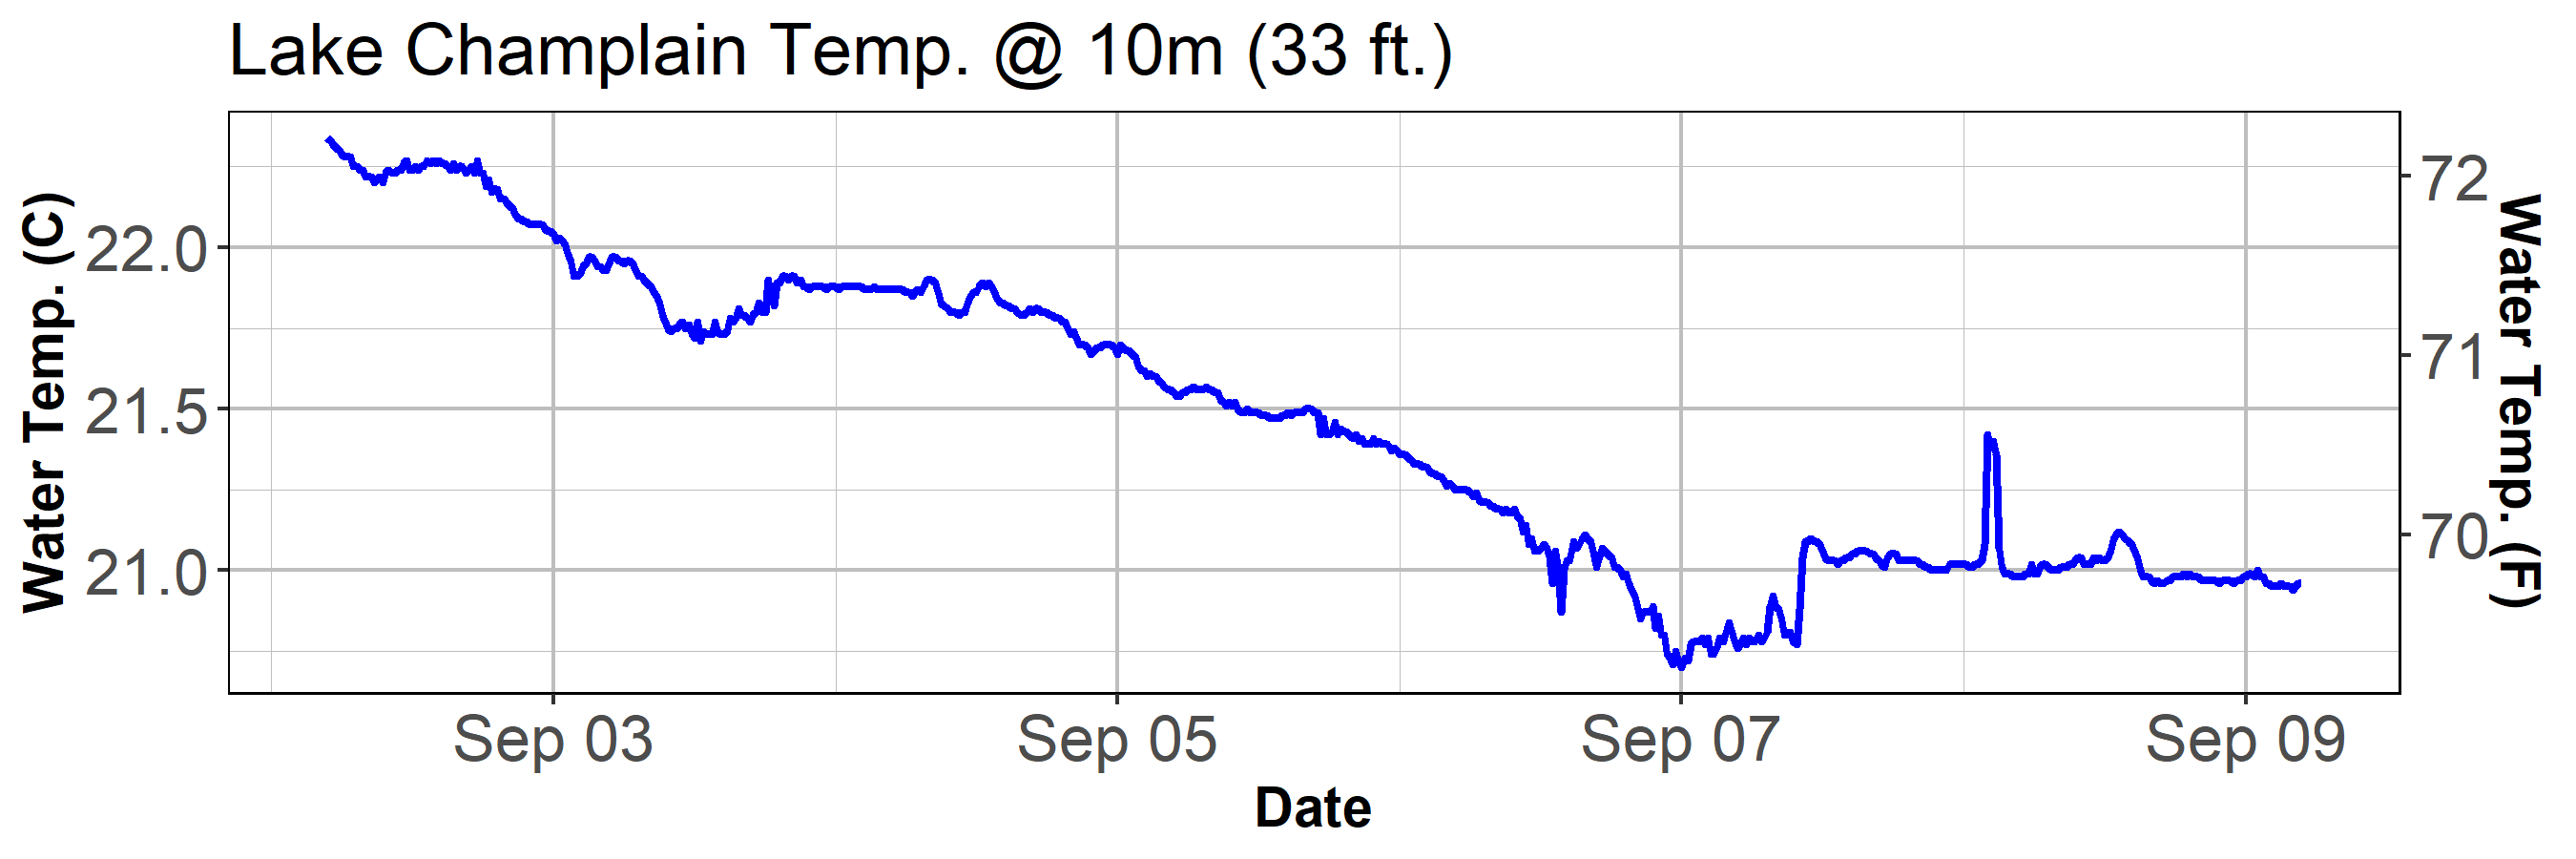 Lake Champlain Temp. @ 10m (33 ft.)
Water Temp. (C)
22.0
21.5
21.0
72
71
70
Water Temp. (F)
Sep 03
Sep 05
Sep 07
Sep 09
Date